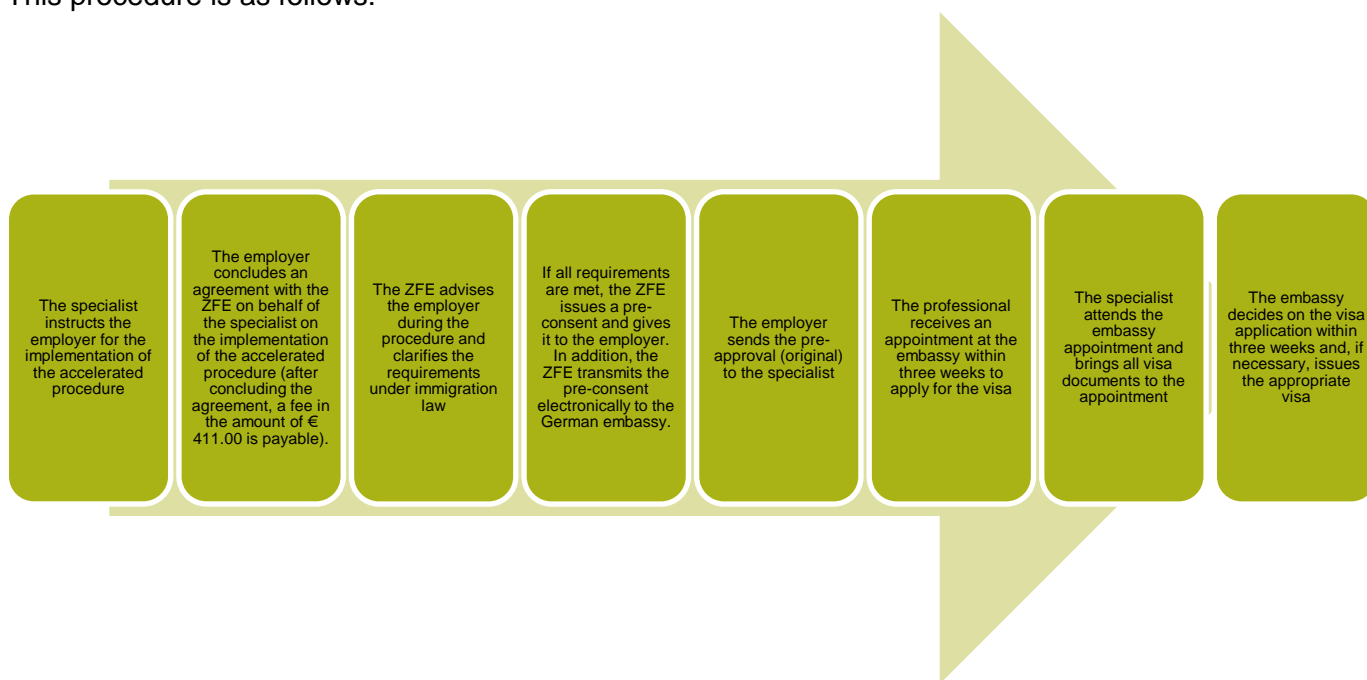 This procedure is as follows:
The specialist
instructs the
employer for the
implementation of
the accelerated
procedure
The employer
concludes an
agreement with the
ZFE on behalf of
the specialist on
the implementation
of the accelerated
procedure (after
concluding the
agreement, a fee in
the amount of €
411.00 is payable).
The ZFE advises
the employer
during the
procedure and
clarifies the
requirements
under immigration
law
If all requirements
are met, the ZFE
issues a pre-
consent and gives
it to the employer.
In addition, the
ZFE transmits the
pre-consent
electronically to the
German embassy.
The employer
sends the pre-
approval (original)
to the specialist
The professional
receives an
appointment at the
embassy within
three weeks to
apply for the visa
The specialist
attends the
embassy
appointment and
brings all visa
documents to the
appointment
The embassy
decides on the visa
application within
three weeks and, if
necessary, issues
the appropriate
visa